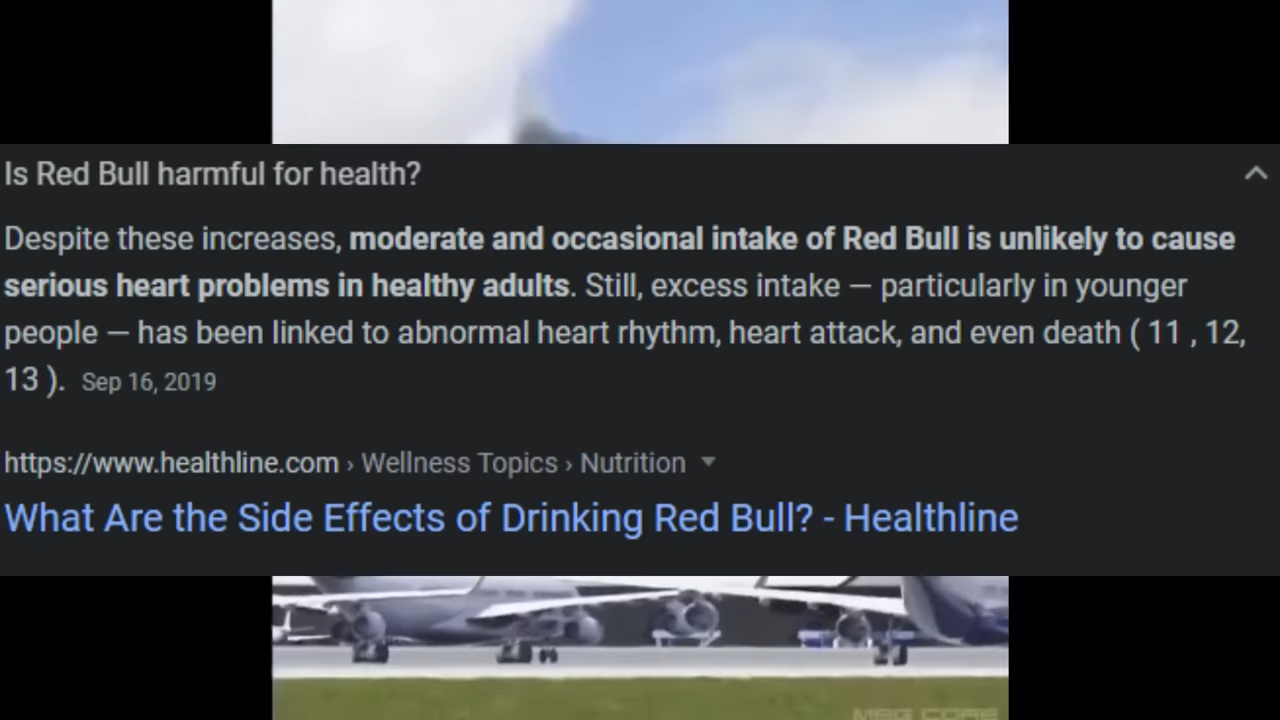 Is Red Bull harmful for health?
Despite these increases, moderate and occasional intake of Red Bull is unlikely to cause
serious heart problems in healthy adults. Still, excess intake — particularly in younger
people — has been linked to abnormal heart rhythm, heart attack, and even death ( 11 , 12,
13 ). Sep 16, 2019
https://www.healthline.com › Wellness Topics › Nutrition
What Are the Side Effects of Drinking Red Bull? - Healthline